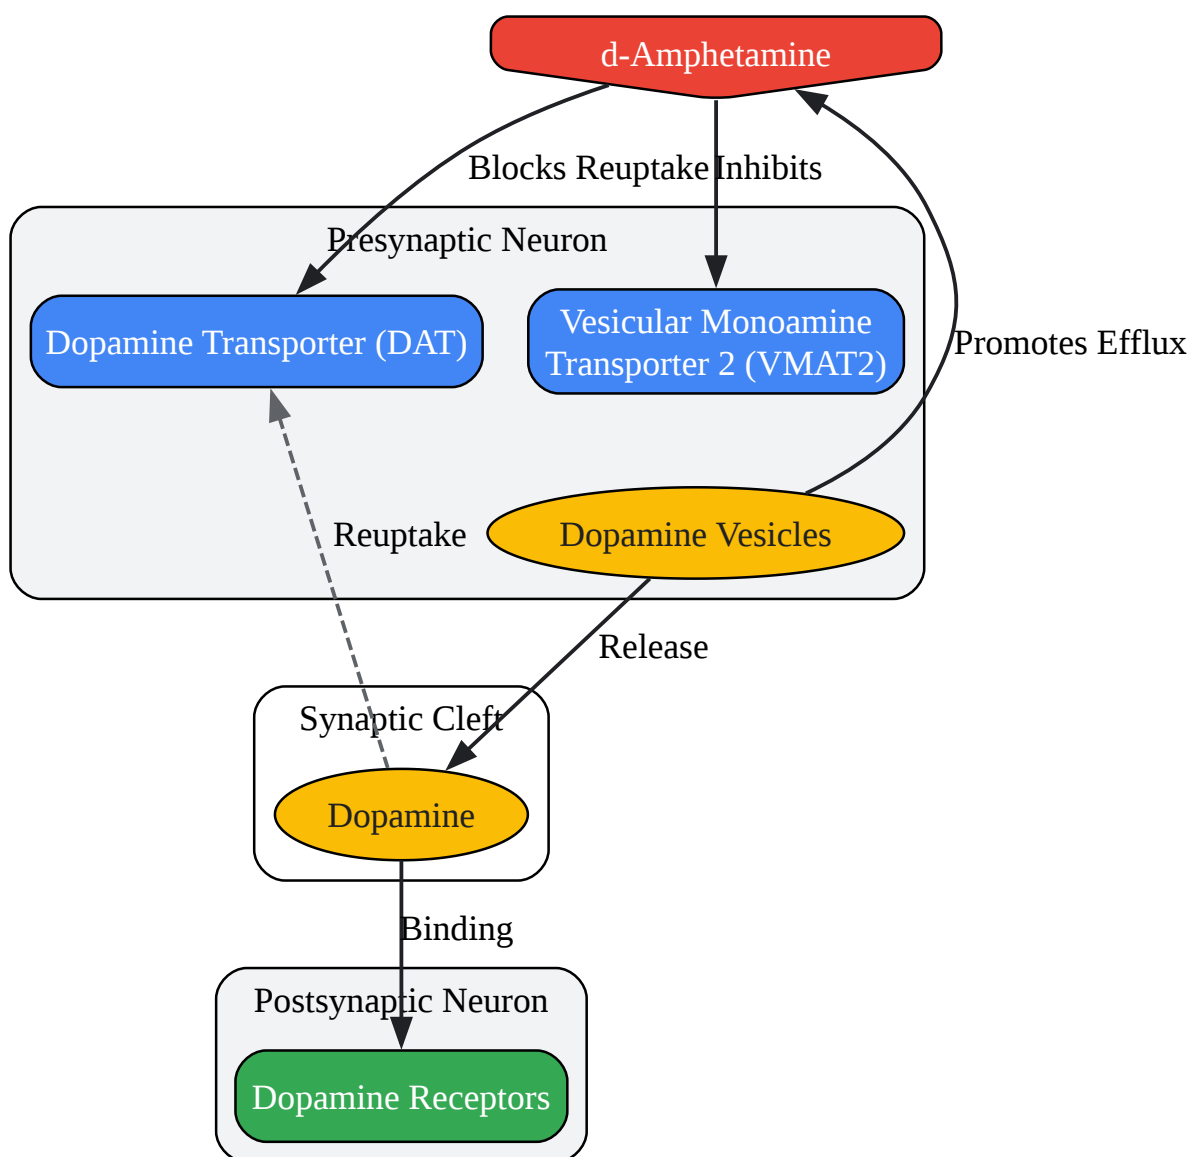 d-Amphetamine
Blocks Reuptake
Inhibits
Presynaptic Neuron
Dopamine Transporter (DAT)
Vesicular Monoamine
Transporter 2 (VMAT2)
Promotes Efflux
Reuptake
Dopamine Vesicles
Release
Synaptic Cleft
Dopamine
Binding
Postsynaptic Neuron
Dopamine Receptors